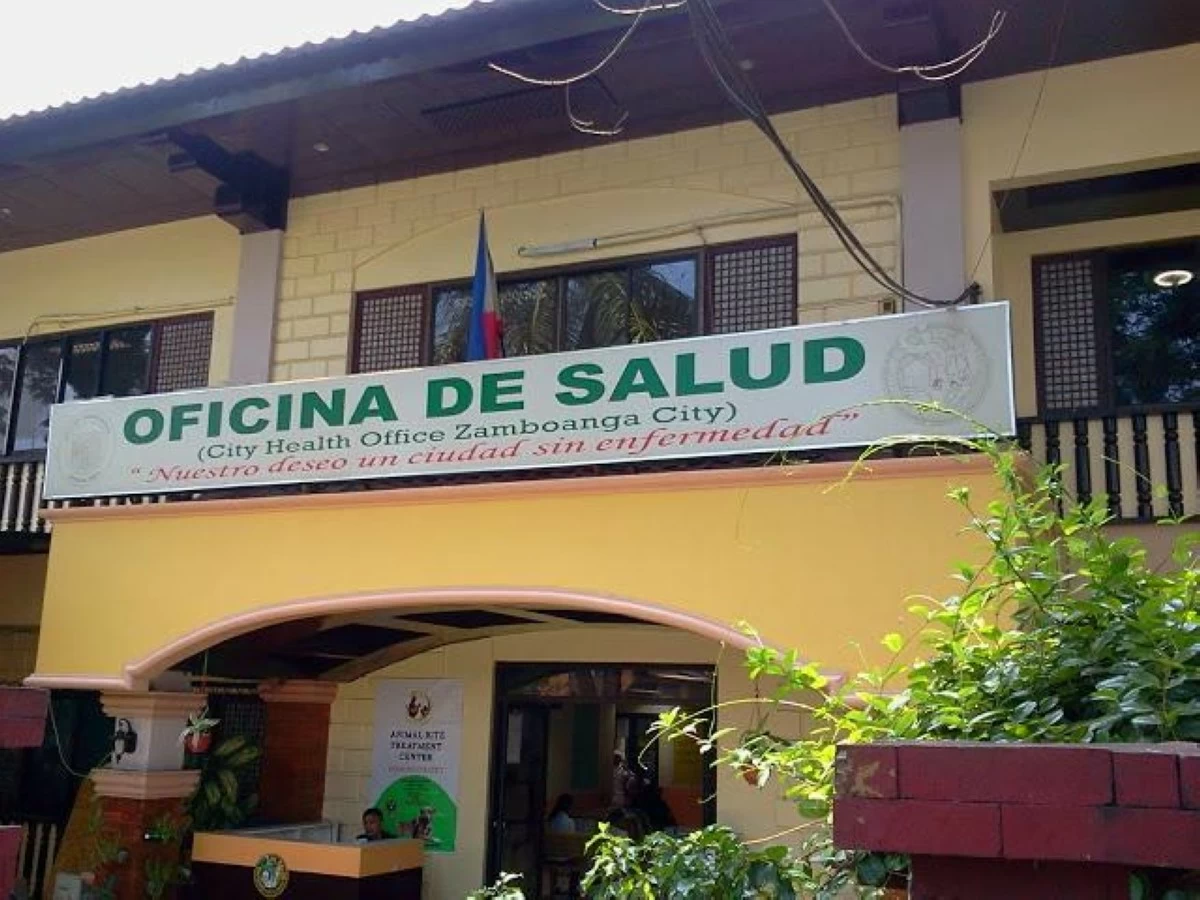 OFICINA DE SALUD
(City Health Office Zamboanga City)
“Nuestro deseo un ciudad sin enfermedad”
ANIMAL BITE
TREATMENT
CENTER